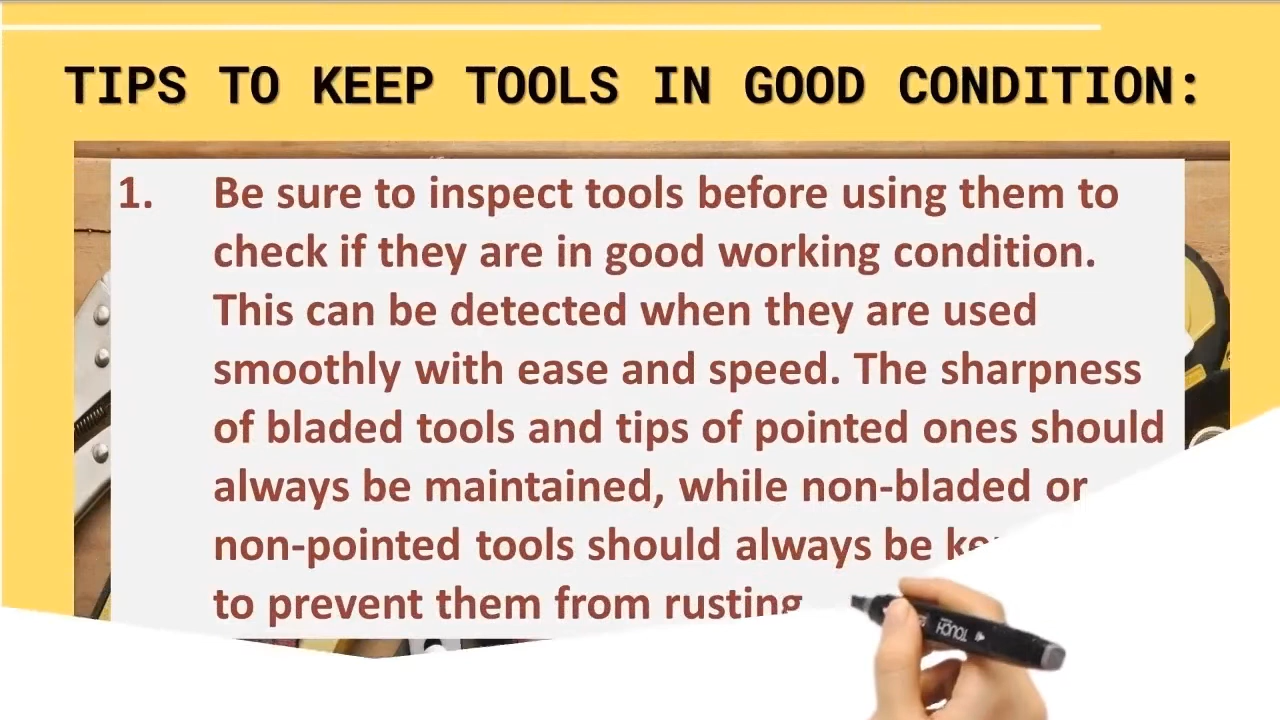 TIPS TO KEEP TOOLS IN GOOD CONDITION:
1. Be sure to inspect tools before using them to
check if they are in good working condition.
This can be detected when they are used
smoothly with ease and speed. The sharpness
of bladed tools and tips of pointed ones should
always be maintained, while non-bladed or
non-pointed tools should always be
to prevent them from rusting
TOUCH